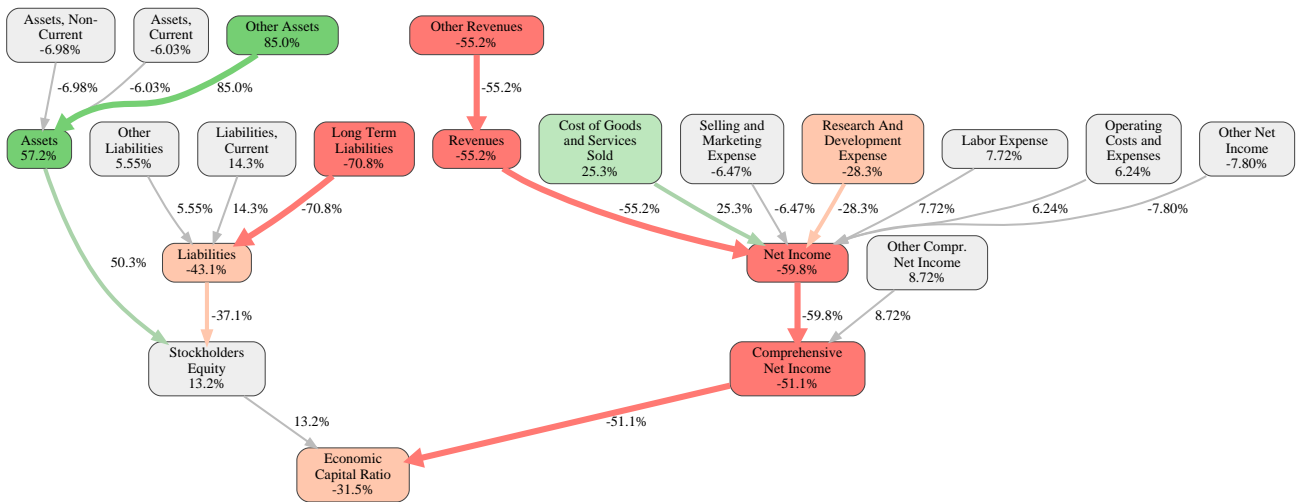 Assets, Non-
Current
-6.98%
Assets,
Current
-6.03%
Other Assets
85.0%
Other Revenues
-55.2%
-6.98%
-6.03%
85.0%
-55.2%
Assets
57.2%
Other
Liabilities
5.55%
Liabilities,
Current
14.3%
Long Term
Liabilities
-70.8%
Revenues
-55.2%
Cost of Goods
and Services
Sold
25.3%
Selling and
Marketing
Expense
-6.47%
Research And
Development
Expense
-28.3%
Labor Expense
7.72%
Operating
Costs and
Expenses
6.24%
Other Net
Income
-7.80%
5.55%
14.3%
-70.8%
-55.2%
25.3%
-6.47%
-28.3%
7.72%
6.24%
-7.80%
50.3%
Liabilities
-43.1%
Net Income
-59.8%
Other Compr.
Net Income
8.72%
-37.1%
-59.8%
8.72%
Stockholders
Equity
13.2%
Comprehensive
Net Income
-51.1%
13.2%
-51.1%
Economic
Capital Ratio
-31.5%